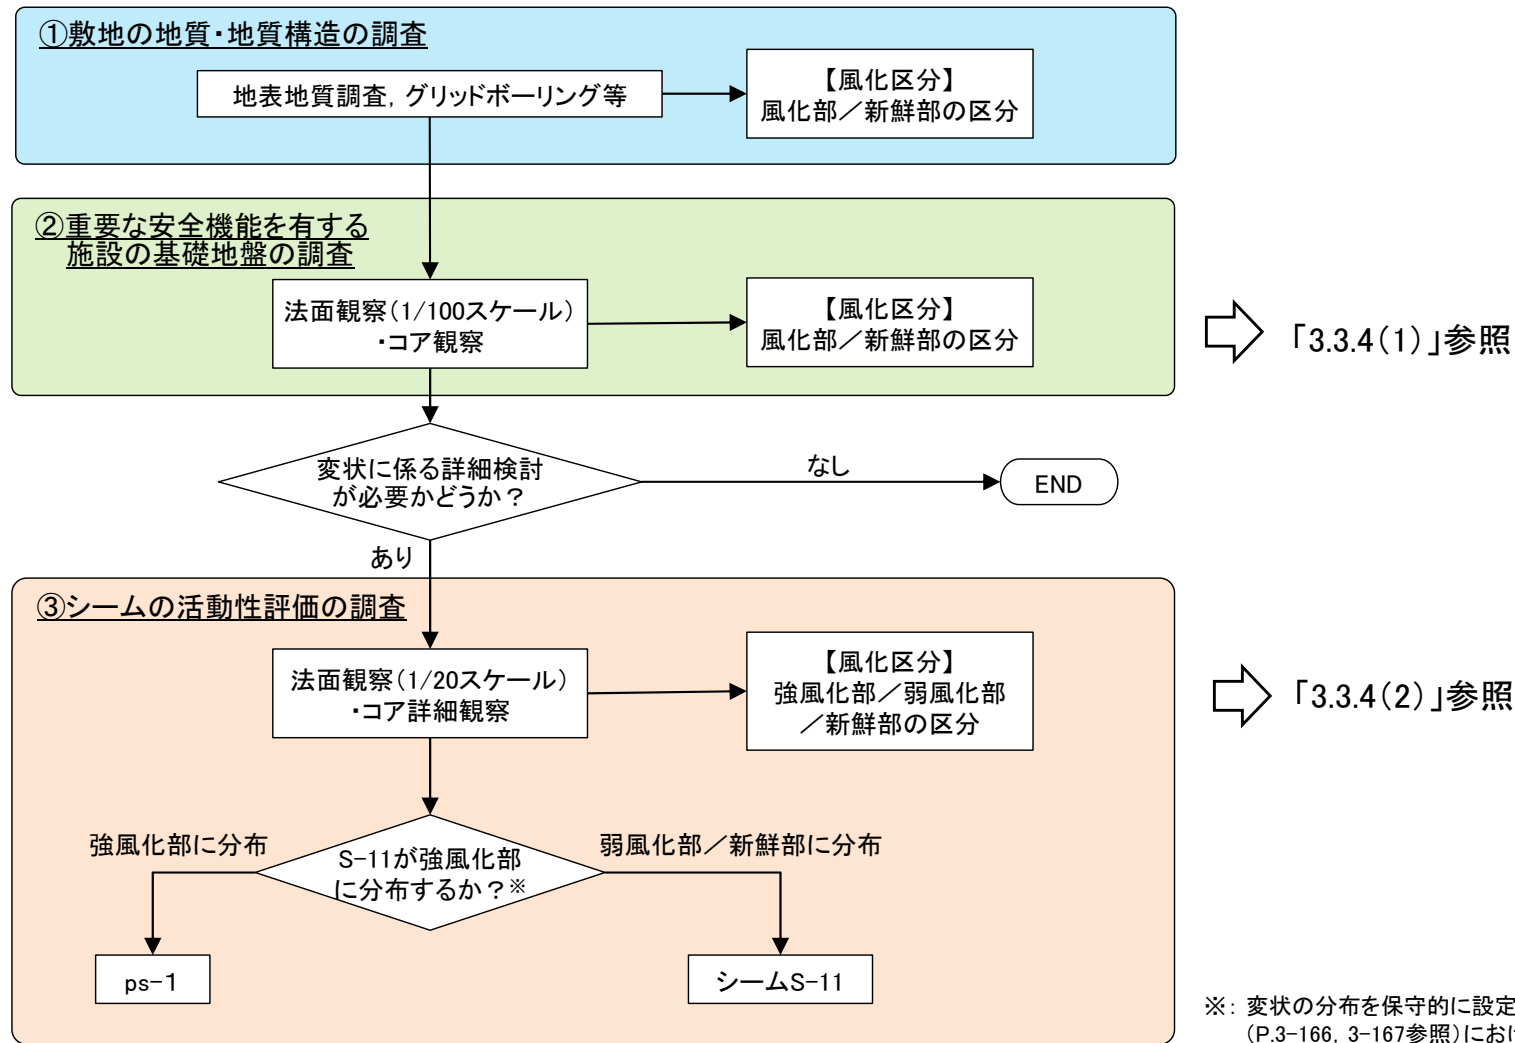 ①敷地の地質・地質構造の調査
地表地質調査，グリッドボーリング等
【風化区分】
風化部／新鮮部の区分
②重要な安全機能を有する
施設の基礎地盤の調査
法面観察（1/100スケール）
・コア観察
【風化区分】
風化部／新鮮部の区分
「3.3.4（1）」参照
変状に係る詳細検討
が必要かどうか？
なし
END
あり
③シームの活動性評価の調査
法面観察（1/20スケール）
・コア詳細観察
【風化区分】
強風化部／弱風化部
／新鮮部の区分
「3.3.4（2）」参照
強風化部に分布
S-11が強風化部
に分布するか？※
弱風化部／新鮮部に分布
ps-1
シームS-11
※：変状の分布を保守的に設定
（P.3-166，3-167参照）にお